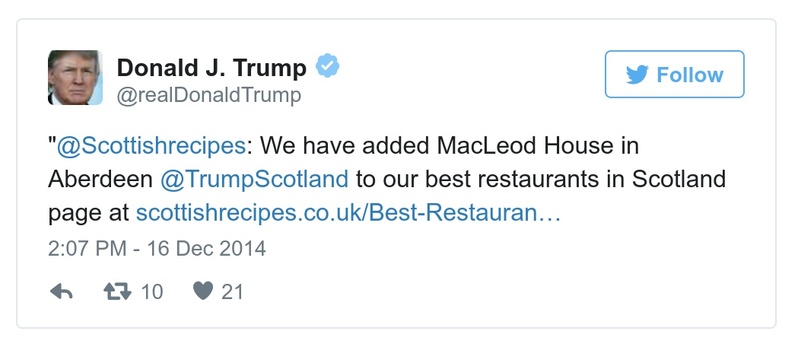 Donald J. Trump
Follow
@realDonaldTrump
"@Scottishrecipes: We have added MacLeod House in
Aberdeen @TrumpScotland to our best restaurants in Scotland
page at scottishrecipes.co.uk/Best-Restauran…
2:07 PM - 16 Dec 2014
10 21